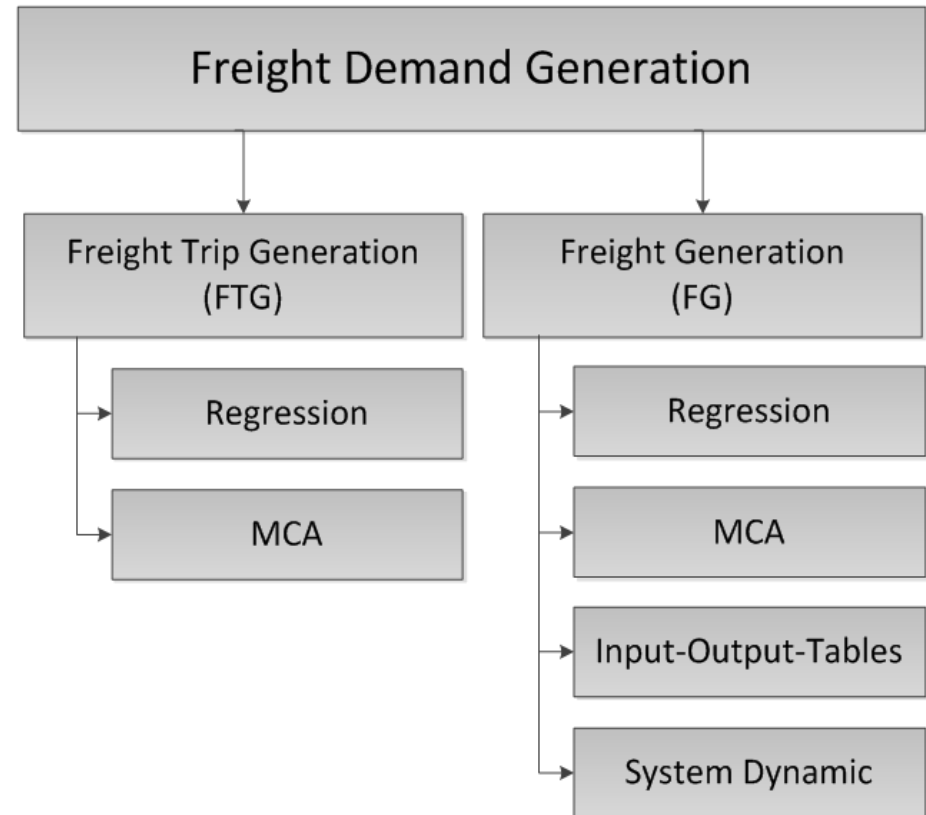 Freight Demand Generation
Freight Trip Generation
(FTG)
Regression
MCA
Freight Generation
(FG)
Regression
MCA
Input-Output-Tables
System Dynamic